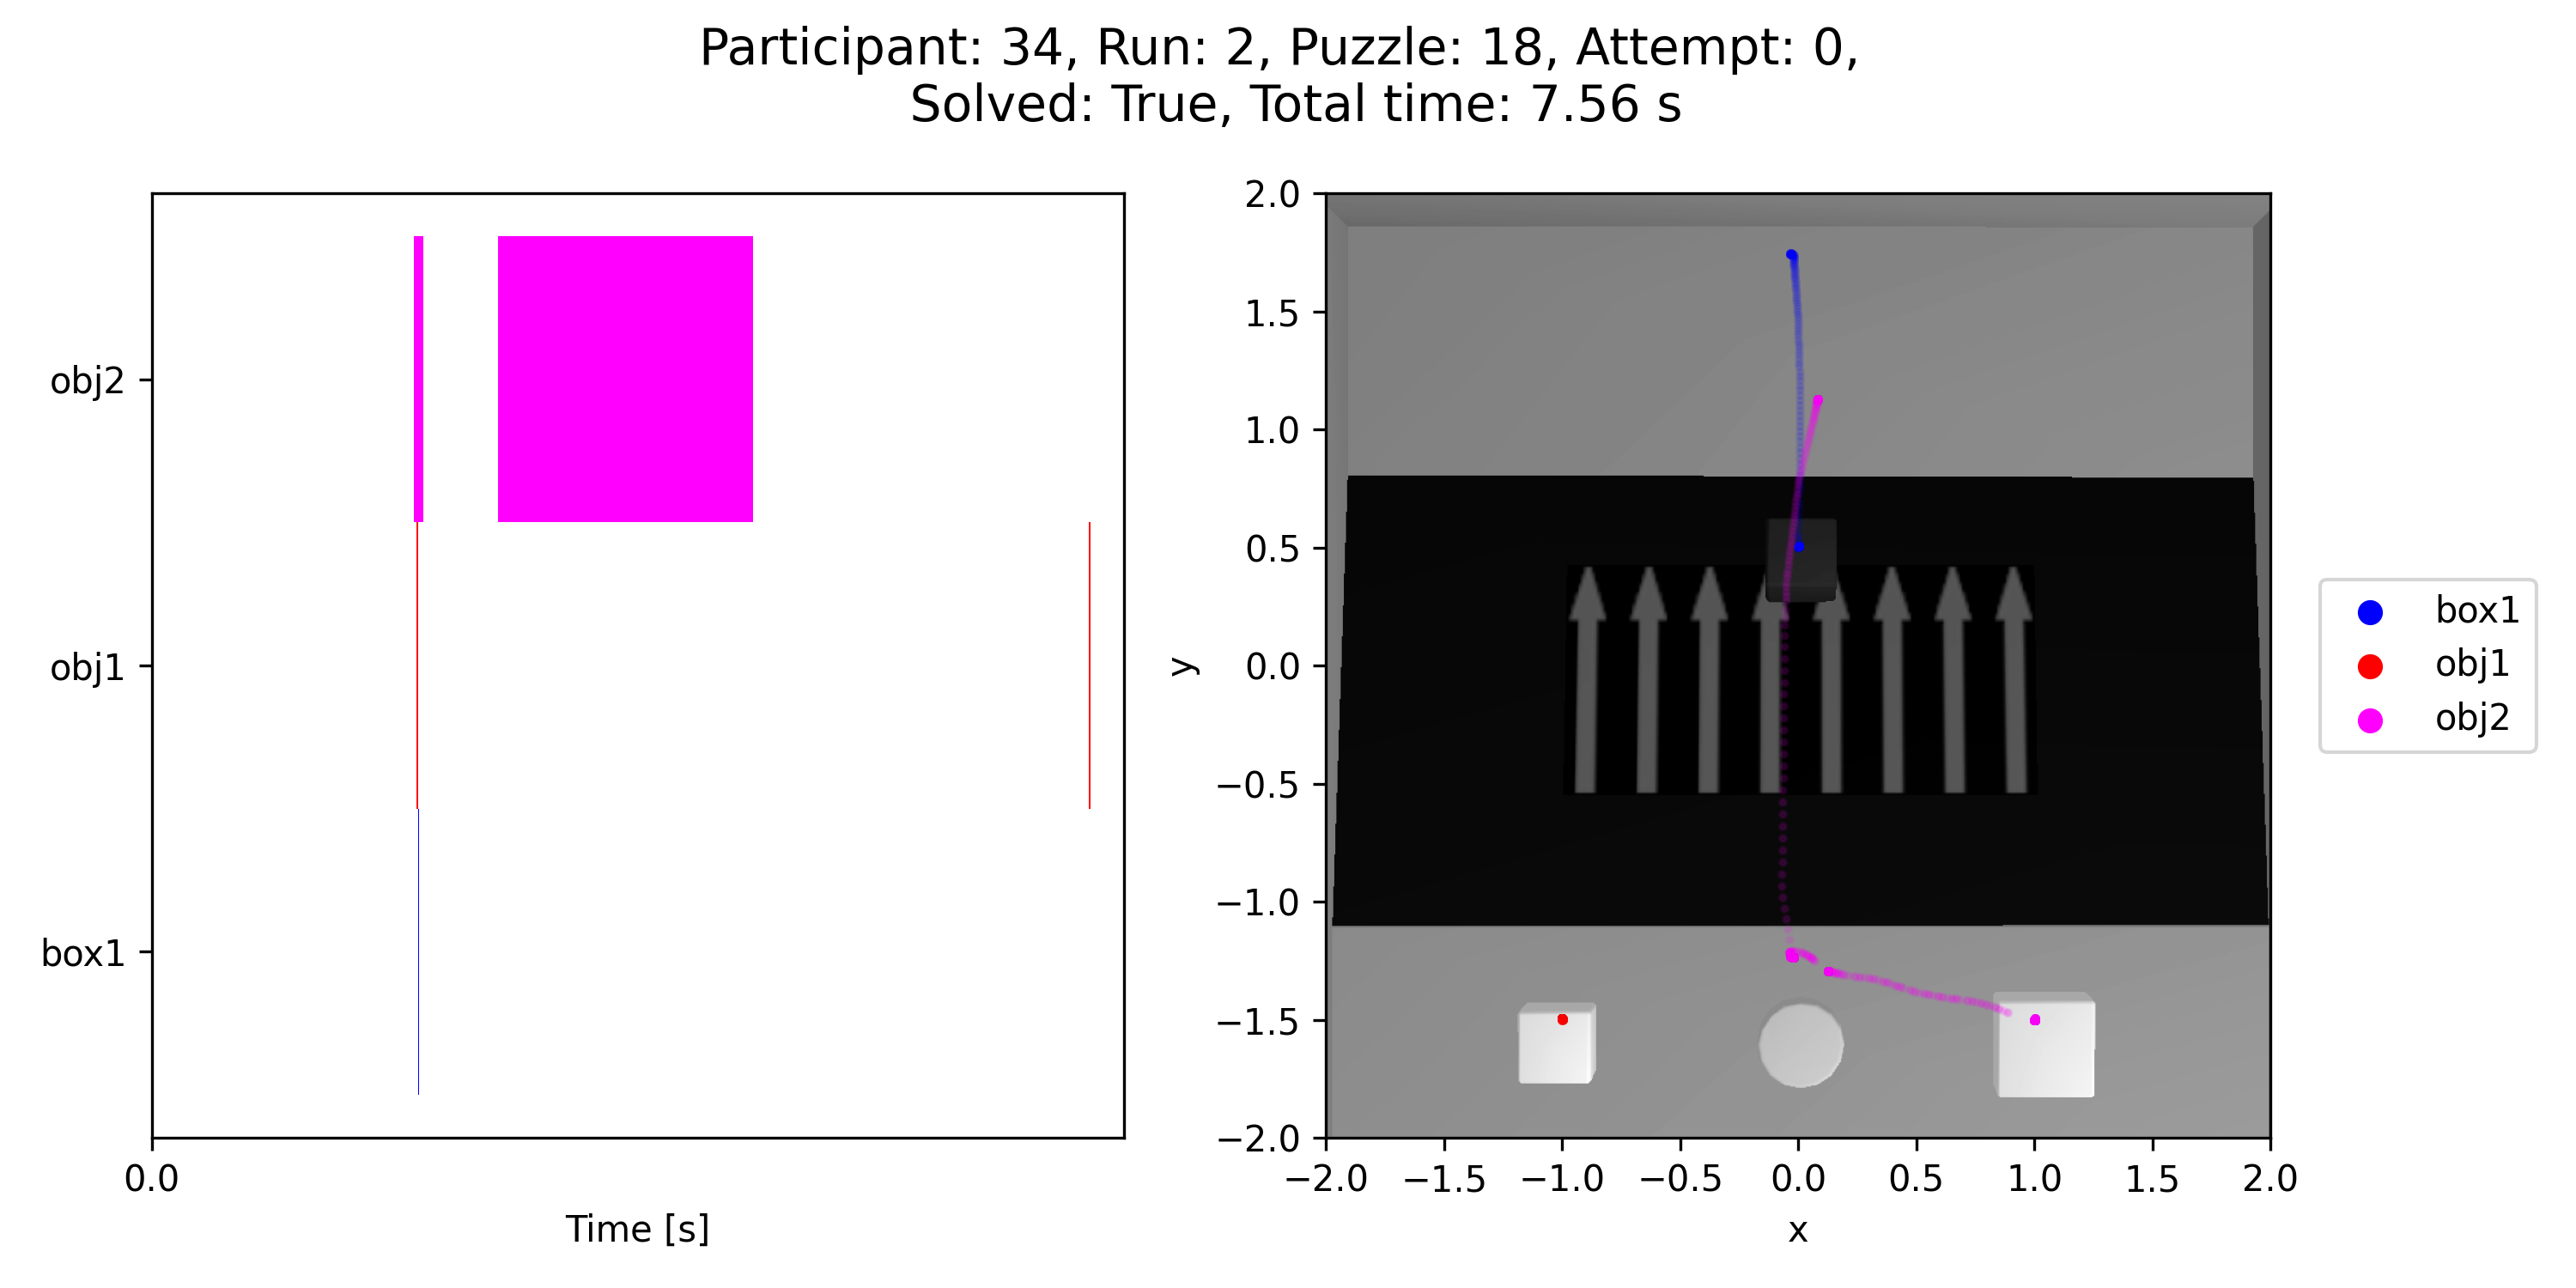 Participant: 34, Run: 2, Puzzle: 18, Attempt: 0,
Solved: True, Total time: 7.56 s
obj2
obj1
box1
0.0
Time [s]
2.0
1.5
1.0
0.5
0.0
−0.5
−1.0
−1.5
−2.0
y
−2.0 −1.5 −1.0 −0.5 0.0 0.5 1.0 1.5 2.0
x
box1
obj1
obj2